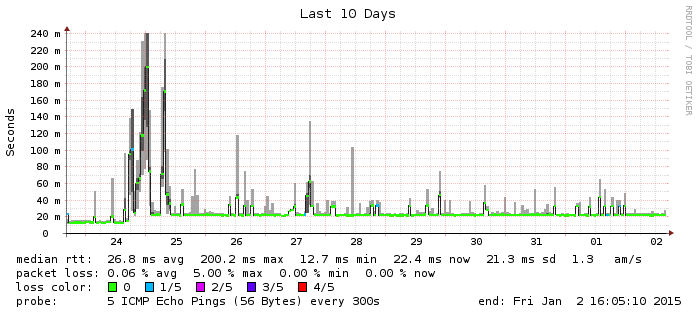 Last 10 Days
RRDTOOL / TOBI OETIKER
Seconds
240 m
220 m
200 m
180 m
160 m
140 m
120 m
100 m
80 m
60 m
40 m
20 m
0
24 25 26 27 28 29 30 31 01 02
median rtt: 26.8 ms avg 200.2 ms max 12.7 ms min 22.4 ms now 21.3 ms sd 1.3 am/s
packet loss: 0.06 % avg 5.00 % max 0.00 % min 0.00 % now
loss color: 0 1/5 2/5 3/5 4/5
probe: 5 ICMP Echo Pings (56 Bytes) every 300s end: Fri Jan 2 16:05:10 2015